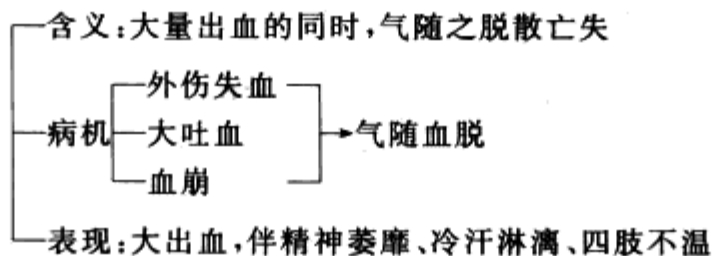 含义:大量出血的同时,气随之脱散亡失
外伤失血
病机 大吐血 气随血脱
血崩
表现:大出血,伴精神萎靡、冷汗淋漓、四肢不温